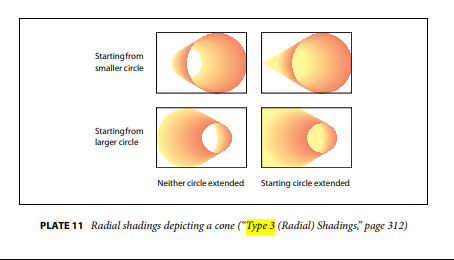 Starting from
smaller circle
Starting from
larger circle
Neither circle extended
Starting circle extended
PLATE 11 Radial shadings depicting a cone (“Type 3 (Radial) Shadings,” page 312)